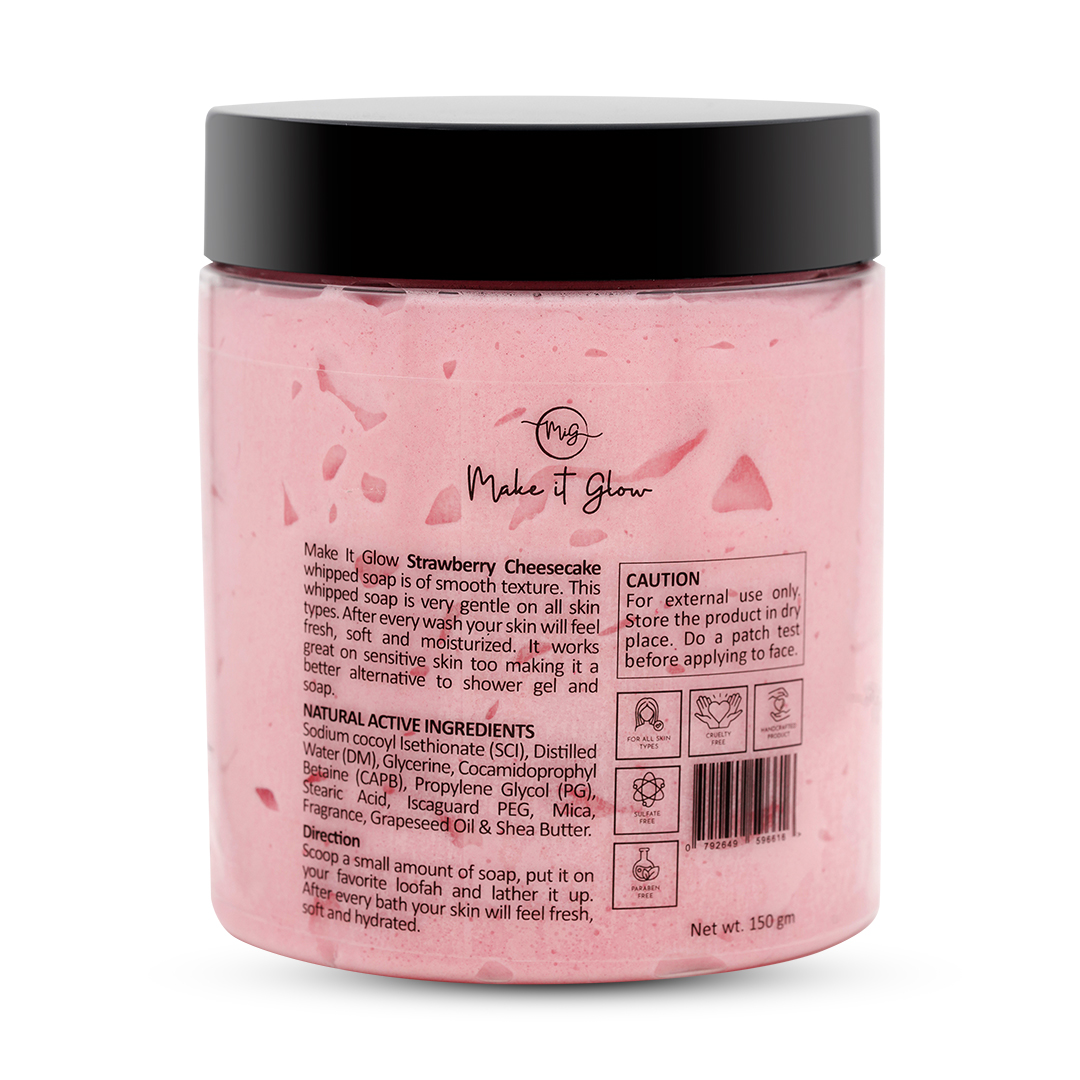 MiG
Make it Glow
Make It Glow Strawberry Cheesecake
whipped soap is of smooth texture. This
whipped soap is very gentle on all skin
types. After every wash your skin will feel
fresh, soft and moisturized. It works
great on sensitive skin too making it a
better alternative to shower gel and
soap.
NATURAL ACTIVE INGREDIENTS
Sodium cocoyl Isethionate (SCI), Distilled
Water (DM), Glycerine, Cocamidoprophyl
Betaine (CAPB), Propylene Glycol (PG),
Stearic Acid, Iscaguard PEG, Mica,
Fragrance, Grapeseed Oil & Shea Butter.
Direction
Scoop a small amount of soap, put it on
your favorite loofah and lather it up.
After every bath your skin will feel fresh,
soft and hydrated.
CAUTION
For external use only.
Store the product in dry
place. Do a patch test
before applying to face.
FOR ALL SKIN
TYPES
CRUELTY
FREE
HANDCRAFTED
PRODUCT
SULFATE
FREE
PARABEN
FREE
0 792649 596616 >
Net wt. 150 gm